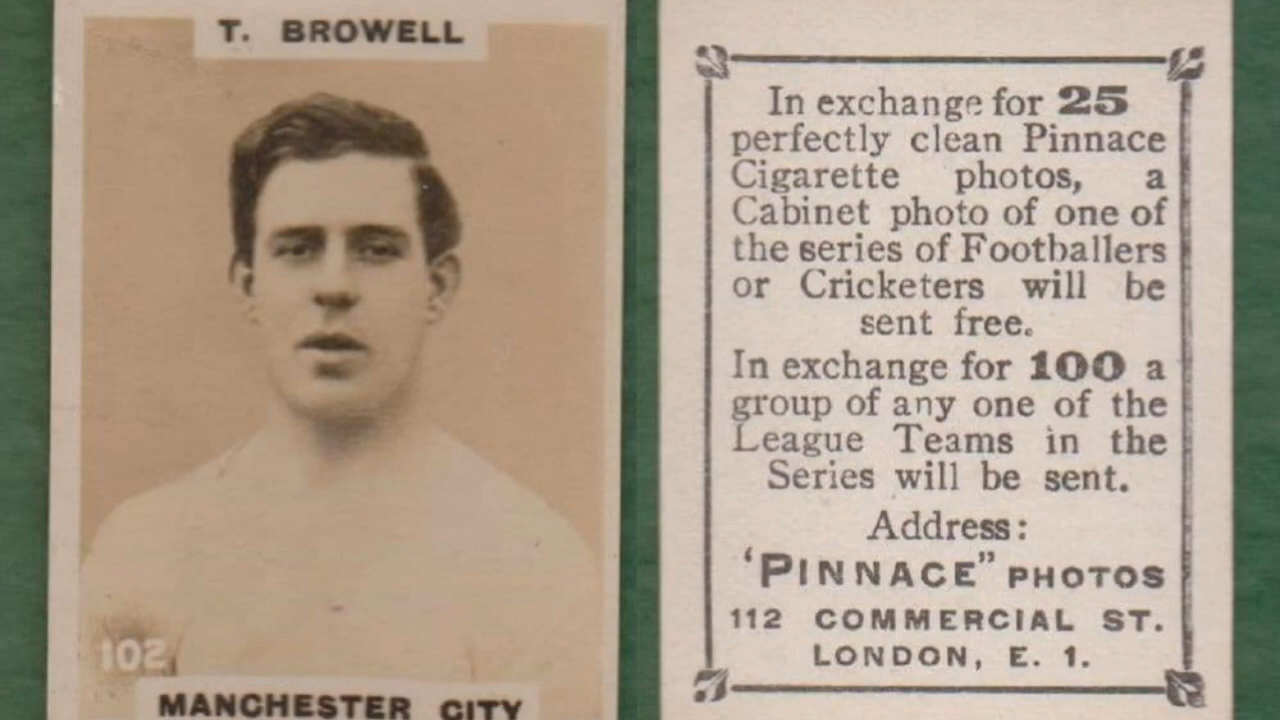 T. BROWELL
102
MANCHESTER CITY
In exchange for 25
perfectly clean Pinnace
Cigarette photos, a
Cabinet photo of one of
the series of Footballers
or Cricketers will be
sent free.
In exchange for 100 a
group of any one of the
League Teams in the
Series will be sent.
Address:
‘PINNACE” PHOTOS
112 COMMERCIAL ST.
LONDON, E. 1.